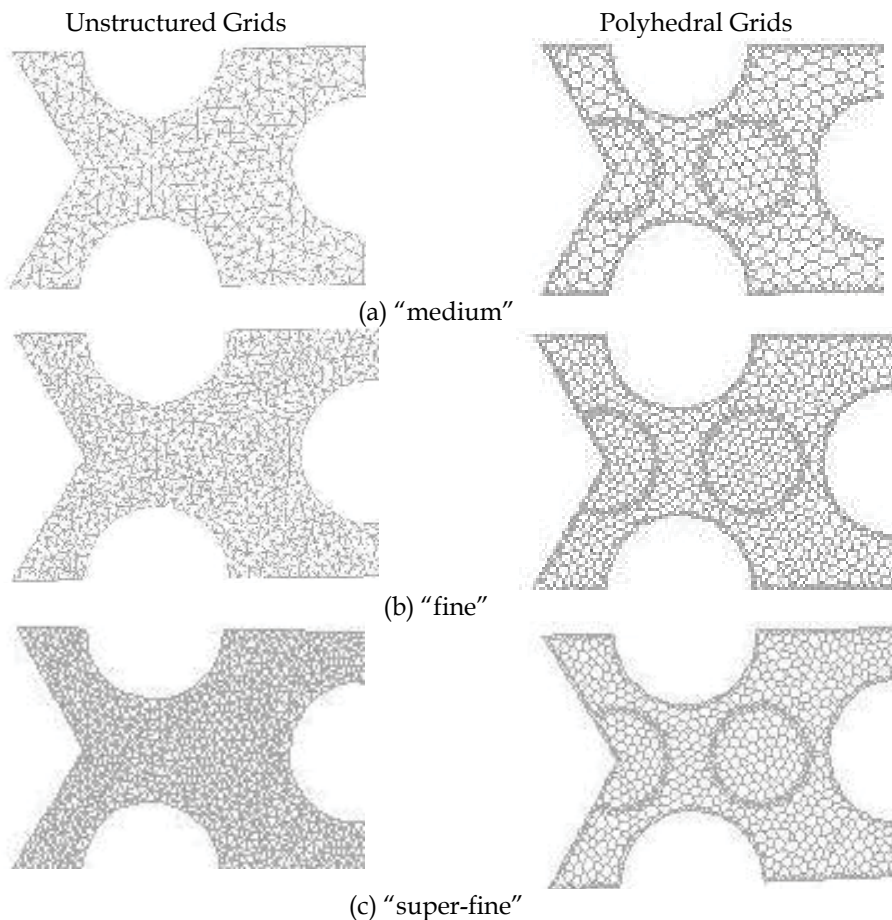 Unstructured Grids
Polyhedral Grids
(a) “medium”
(b) “fine”
(c) “super-fine”